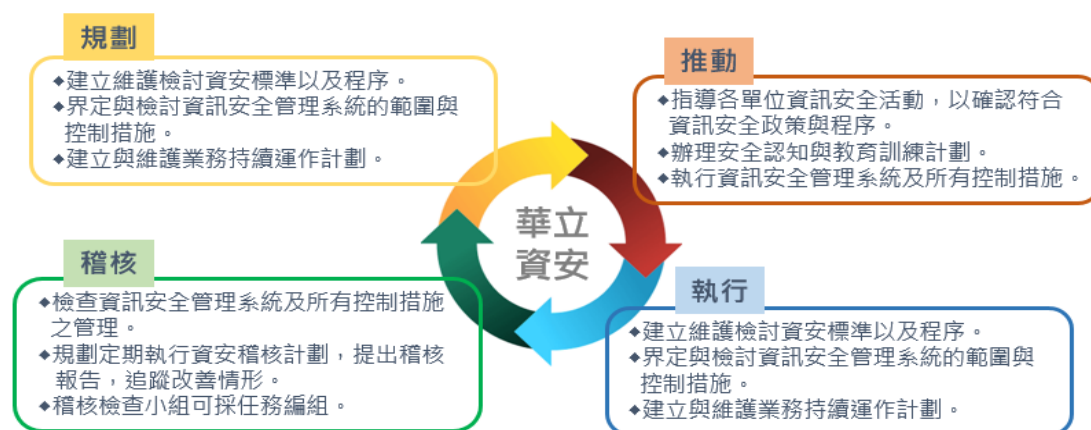 規劃
◆建立維護檢討資安標準以及程序。
◆界定與檢討資訊安全管理系統的範圍與
控制措施。
◆建立與維護業務持續運作計劃。
推動
◆指導各單位資訊安全活動，以確認符合
資訊安全政策與程序。
◆辦理安全認知與教育訓練計劃。
◆執行資訊安全管理系統及所有控制措施。
華立
資安
稽核
◆檢查資訊安全管理系統及所有控制措施
之管理。
◆規劃定期執行資安稽核計劃，提出稽核
報告，追蹤改善情形。
◆稽核檢查小組可採任務編組。
執行
◆建立維護檢討資安標準以及程序。
◆界定與檢討資訊安全管理系統的範圍與
控制措施。
◆建立與維護業務持續運作計劃。